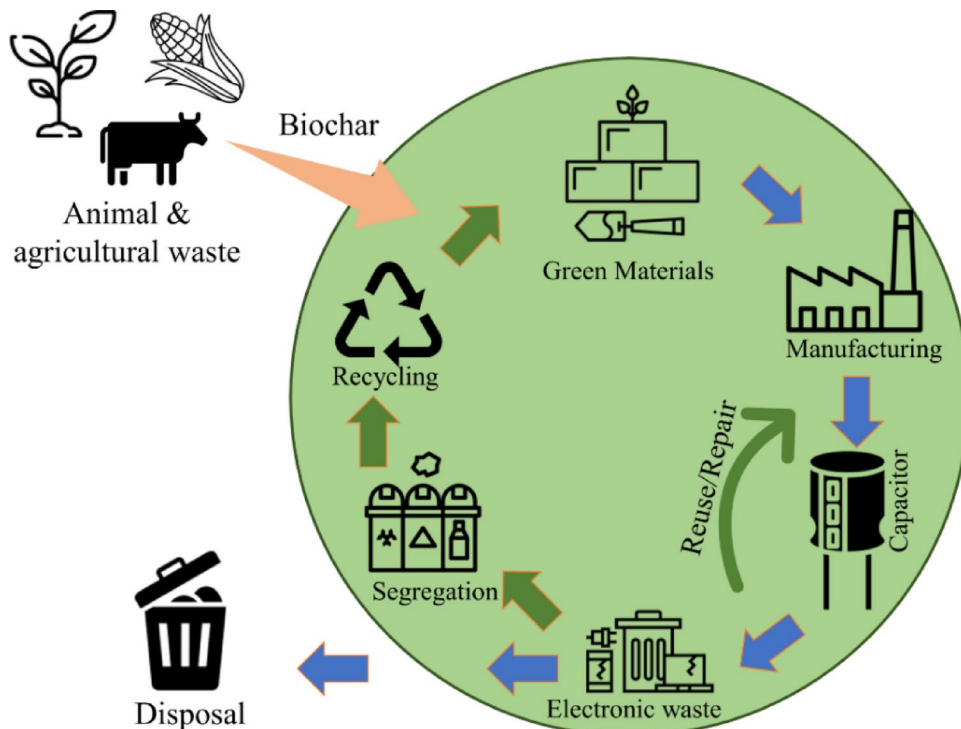 Biochar
Animal &
agricultural waste
Green Materials
Manufacturing
Recycling
Reuse/Repair
Capacitor
Segregation
Electronic waste
Disposal